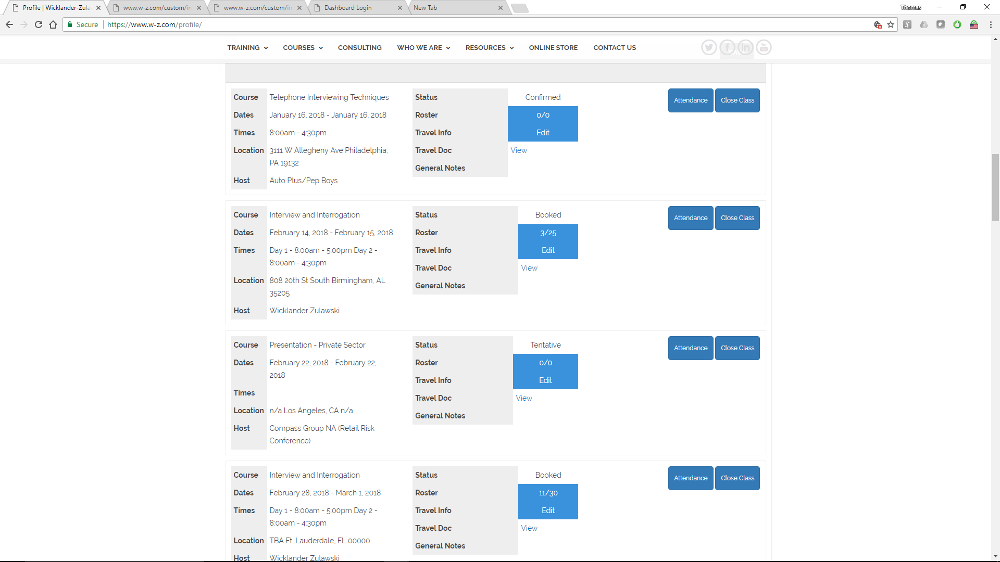 Profile | Wicklander-Zula
www.w-z.com/custom/in
www.w-z.com/custom/in
Dashboard Login
New Tab
Thomas
Secure
https://www.w-z.com/profile/
TRAINING
COURSES
CONSULTING
WHO WE ARE
RESOURCES
ONLINE STORE
CONTACT US
Course Telephone Interviewing Techniques
Dates January 16, 2018 - January 16, 2018
Times 8:00am - 4:30pm
Location 3111 W Allegheny Ave Philadelphia,
PA 19132
Host Auto Plus/Pep Boys
Status Confirmed
Roster 0/0
Travel Info Edit
Travel Doc View
General Notes
Attendance Close Class
Course Interview and Interrogation
Dates February 14, 2018 - February 15, 2018
Times Day 1 - 8:00am - 5:00pm Day 2 -
8:00am - 4:30pm
Location 808 20th St South Birmingham, AL
35205
Host Wicklander Zulawski
Status Booked
Roster 3/25
Travel Info Edit
Travel Doc View
General Notes
Attendance Close Class
Course Presentation - Private Sector
Dates February 22, 2018 - February 22,
2018
Times
Location n/a Los Angeles, CA n/a
Host Compass Group NA (Retail Risk
Conference)
Status Tentative
Roster 0/0
Travel Info Edit
Travel Doc View
General Notes
Attendance Close Class
Course Interview and Interrogation
Dates February 28, 2018 - March 1, 2018
Times Day 1 - 8:00am - 5:00pm Day 2 -
8:00am - 4:30pm
Location TBA Ft. Lauderdale, FL 00000
Host Wicklander Zulawski
Status Booked
Roster 11/30
Travel Info Edit
Travel Doc View
General Notes
Attendance Close Class